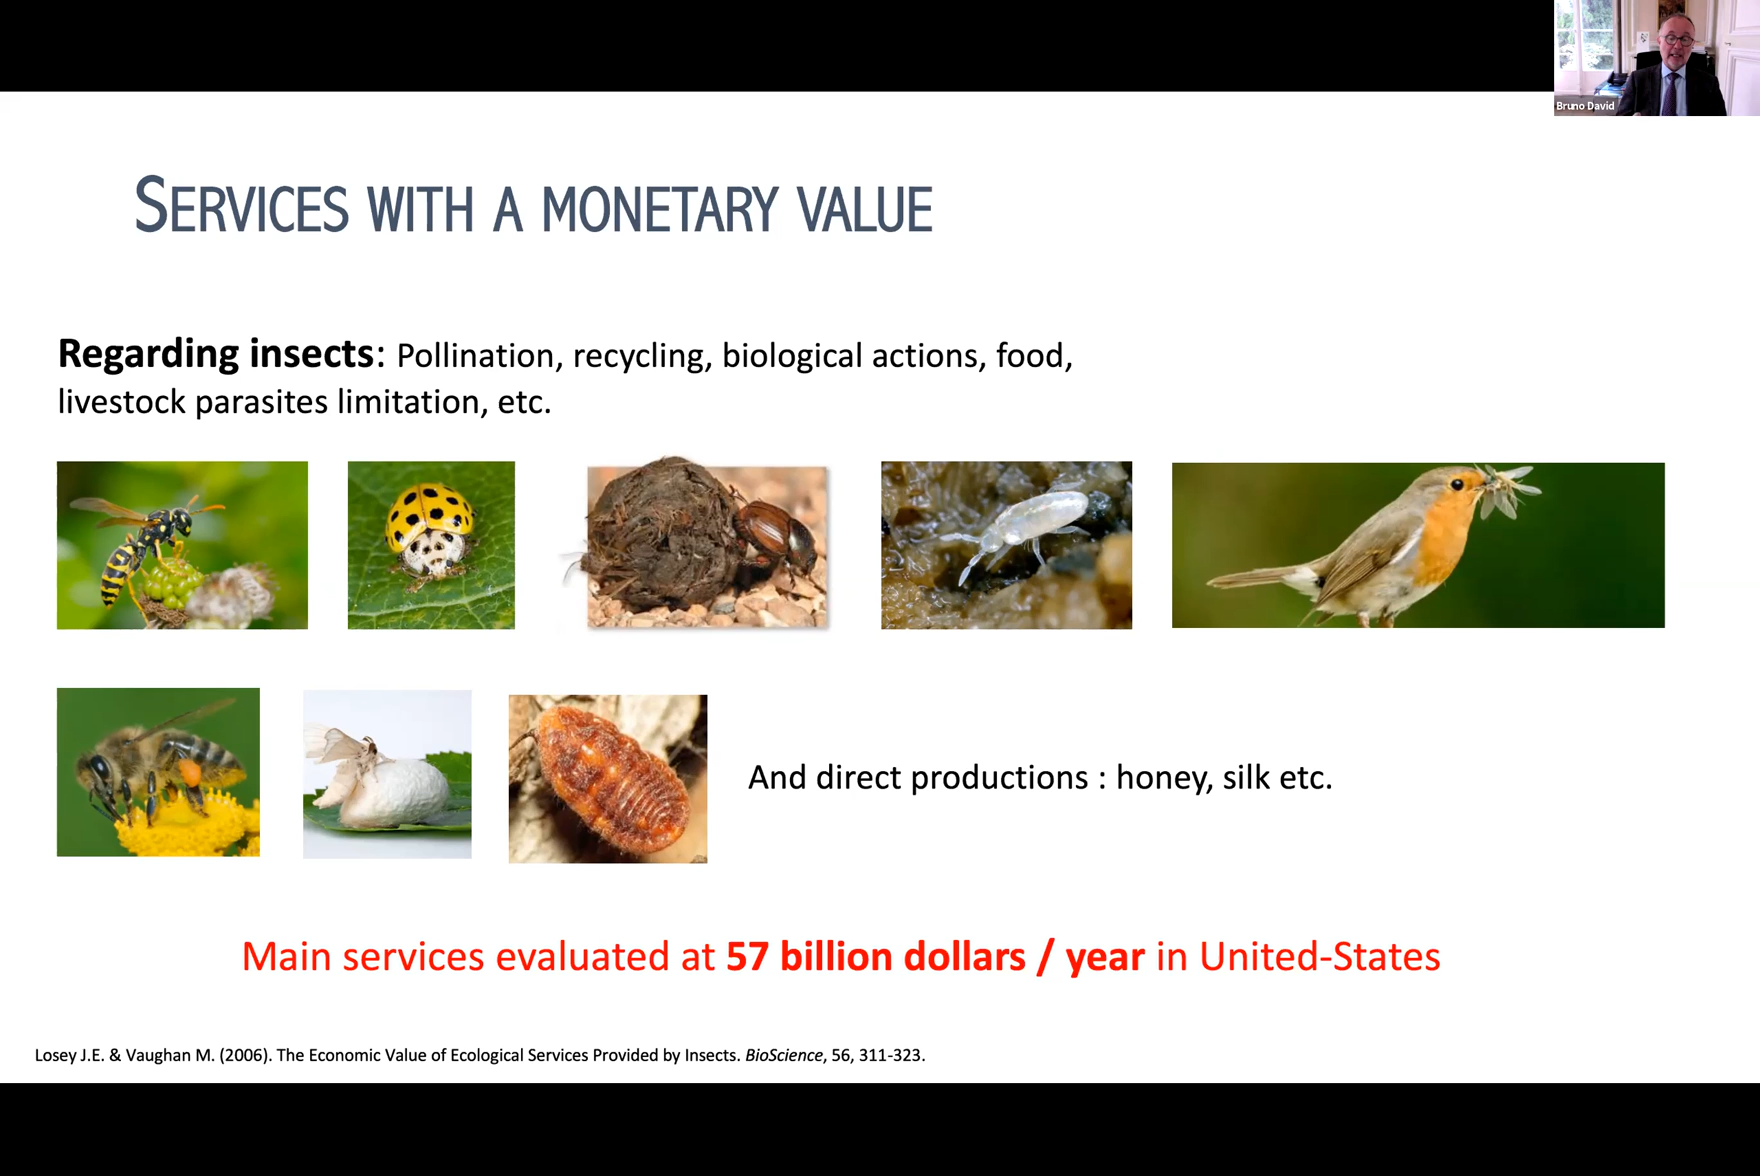 Bruno David
SERVICES WITH A MONETARY VALUE
Regarding insects: Pollination, recycling, biological actions, food,
livestock parasites limitation, etc.
And direct productions : honey, silk etc.
Main services evaluated at 57 billion dollars / year in United-States
Losey J.E. & Vaughan M. (2006). The Economic Value of Ecological Services Provided by Insects. BioScience, 56, 311-323.